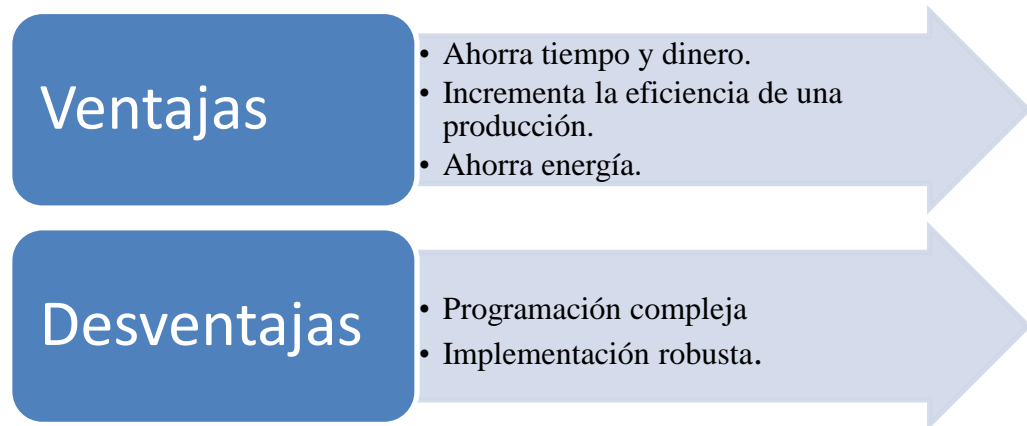 Ventajas
• Ahorra tiempo y dinero.
• Incrementa la eficiencia de una
producción.
• Ahorra energía.
Desventajas
• Programación compleja
• Implementación robusta.